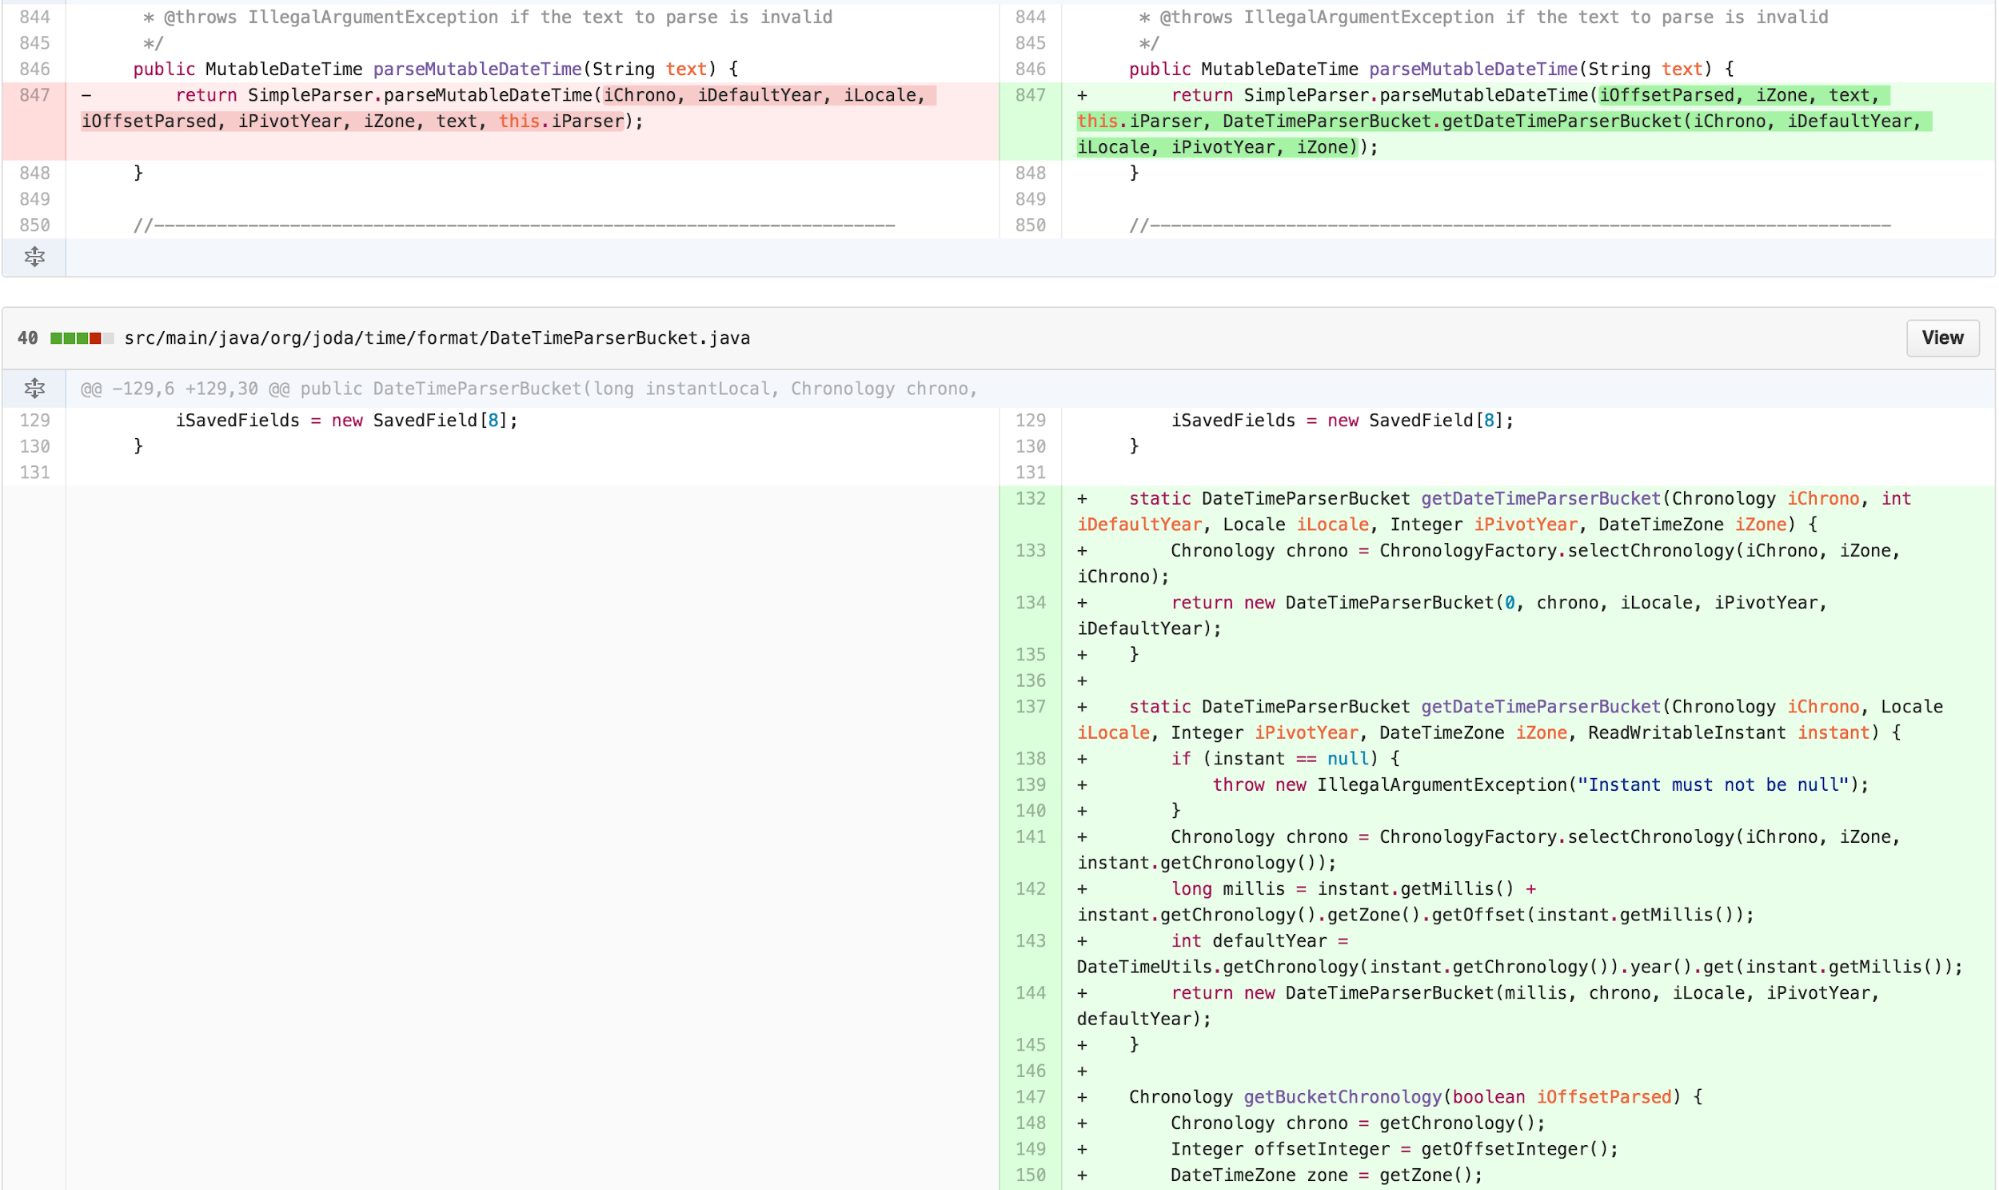 844 * @throws IllegalArgumentException if the text to parse is invalid
845 */
846 public MutableDateTime parseMutableDateTime(String text) {
847 - return SimpleParser.parseMutableDateTime(iChrono, iDefaultYear, iLocale,
iOffsetParsed, iPivotYear, iZone, text, this.iParser);
848 }
849
850 //-----------------------------------------------------------------------
844 * @throws IllegalArgumentException if the text to parse is invalid
845 */
846 public MutableDateTime parseMutableDateTime(String text) {
847 + return SimpleParser.parseMutableDateTime(iOffsetParsed, iZone, text,
this.iParser, DateTimeParserBucket.getDateTimeParserBucket(iChrono, iDefaultYear,
iLocale, iPivotYear, iZone));
848 }
849
850 //-----------------------------------------------------------------------
40 src/main/java/org/joda/time/format/DateTimeParserBucket.java View
@@ -129,6 +129,30 @@ public DateTimeParserBucket(long instantLocal, Chronology chrono,
129 iSavedFields = new SavedField[8];
130 }
131
129 iSavedFields = new SavedField[8];
130 }
131
132 + static DateTimeParserBucket getDateTimeParserBucket(Chronology iChrono, int
iDefaultYear, Locale iLocale, Integer iPivotYear, DateTimeZone iZone) {
133 + Chronology chrono = ChronologyFactory.selectChronology(iChrono, iZone,
iChrono);
134 + return new DateTimeParserBucket(0, chrono, iLocale, iPivotYear,
iDefaultYear);
135 + }
136 +
137 + static DateTimeParserBucket getDateTimeParserBucket(Chronology iChrono, Locale
iLocale, Integer iPivotYear, DateTimeZone iZone, ReadWritableInstant instant) {
138 + if (instant == null) {
139 + throw new IllegalArgumentException("Instant must not be null");
140 + }
141 + Chronology chrono = ChronologyFactory.selectChronology(iChrono, iZone,
instant.getChronology());
142 + long millis = instant.getMillis() +
instant.getChronology().getZone().getOffset(instant.getMillis());
143 + int defaultYear =
DateTimeUtils.getChronology(instant.getChronology()).year().get(instant.getMillis());
144 + return new DateTimeParserBucket(millis, chrono, iLocale, iPivotYear,
defaultYear);
145 + }
146 +
147 + Chronology getBucketChronology(boolean iOffsetParsed) {
148 + Chronology chrono = getChronology();
149 + Integer offsetInteger = getOffsetInteger();
150 + DateTimeZone zone = getZone();